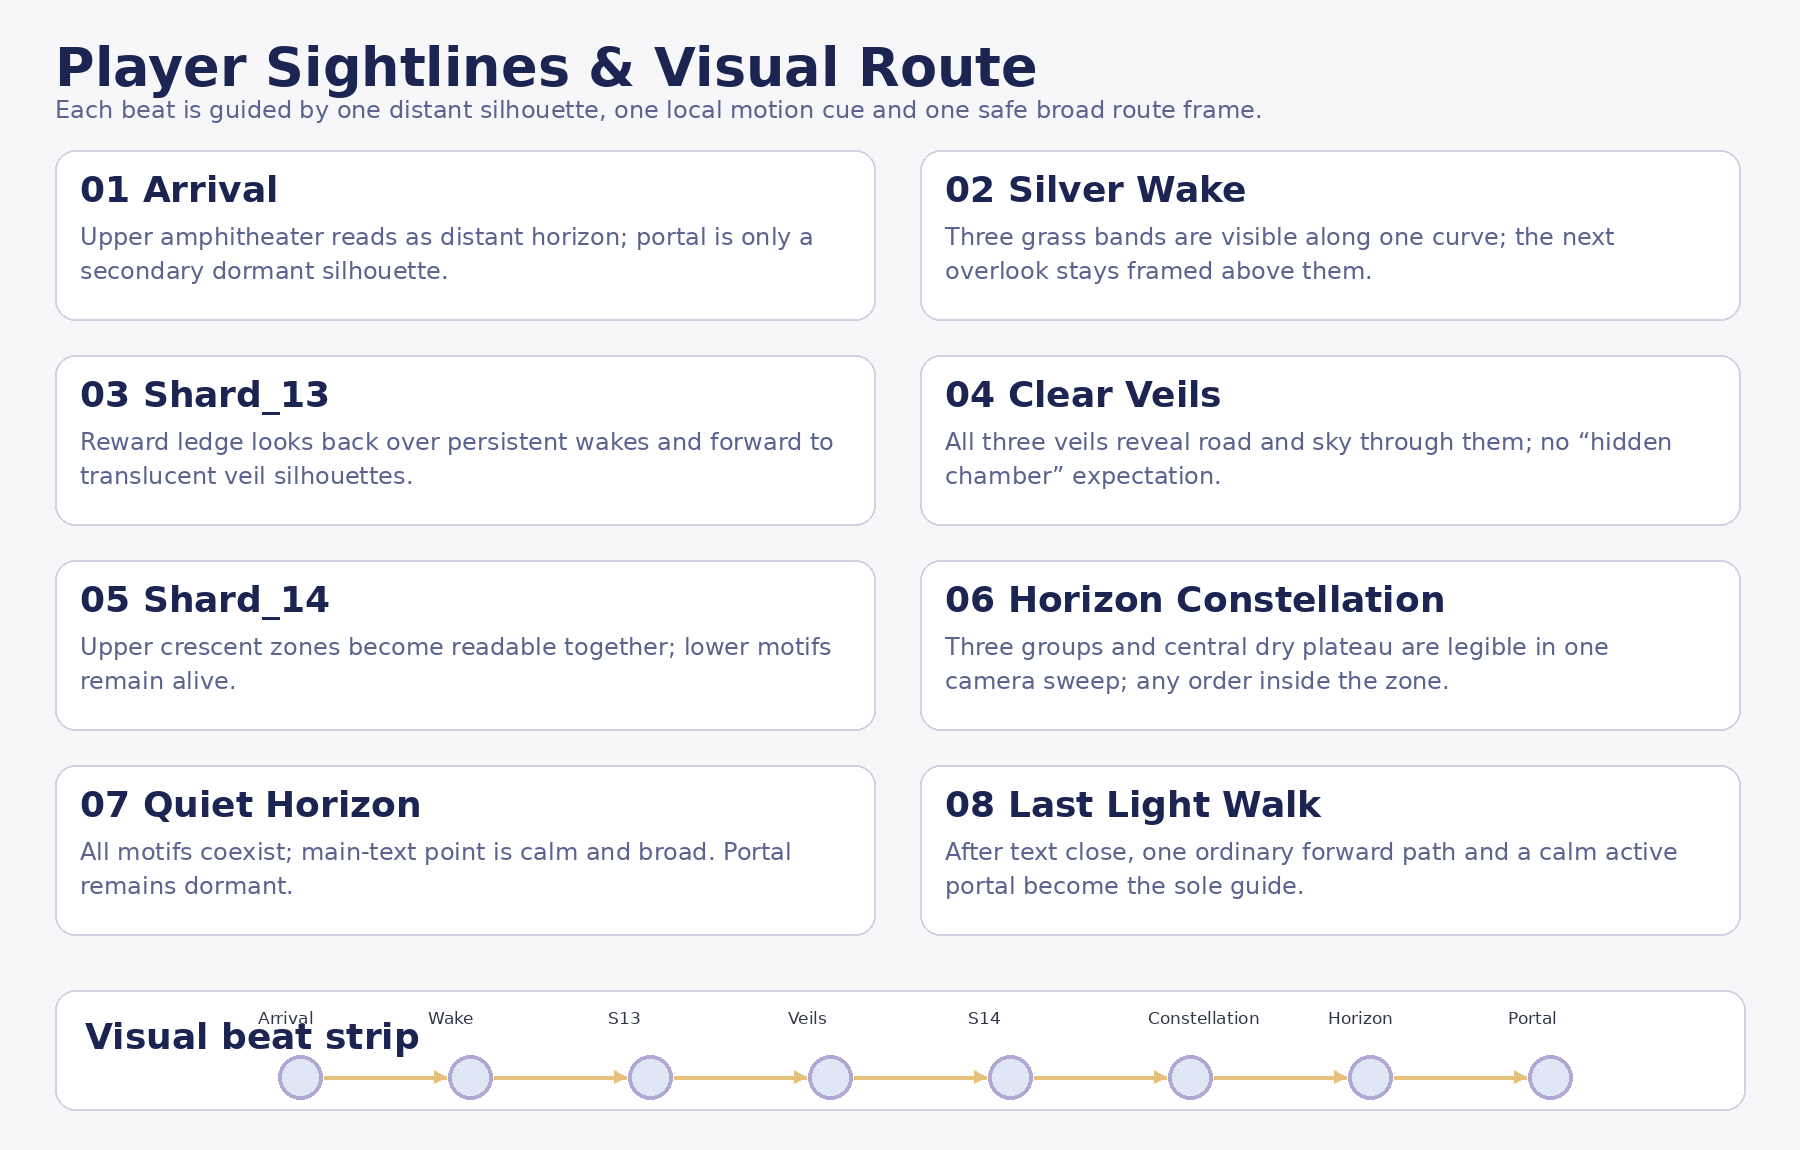 Player Sightlines & Visual Route
Each beat is guided by one distant silhouette, one local motion cue and one safe broad route frame.
01 Arrival
Upper amphitheater reads as distant horizon; portal is only a
secondary dormant silhouette.
02 Silver Wake
Three grass bands are visible along one curve; the next
overlook stays framed above them.
03 Shard_13
Reward ledge looks back over persistent wakes and forward to
translucent veil silhouettes.
04 Clear Veils
All three veils reveal road and sky through them; no “hidden
chamber” expectation.
05 Shard_14
Upper crescent zones become readable together; lower motifs
remain alive.
06 Horizon Constellation
Three groups and central dry plateau are legible in one
camera sweep; any order inside the zone.
07 Quiet Horizon
All motifs coexist; main-text point is calm and broad. Portal
remains dormant.
08 Last Light Walk
After text close, one ordinary forward path and a calm active
portal become the sole guide.
Visual beat strip
Arrival
Wake
S13
Veils
S14
Constellation
Horizon
Portal